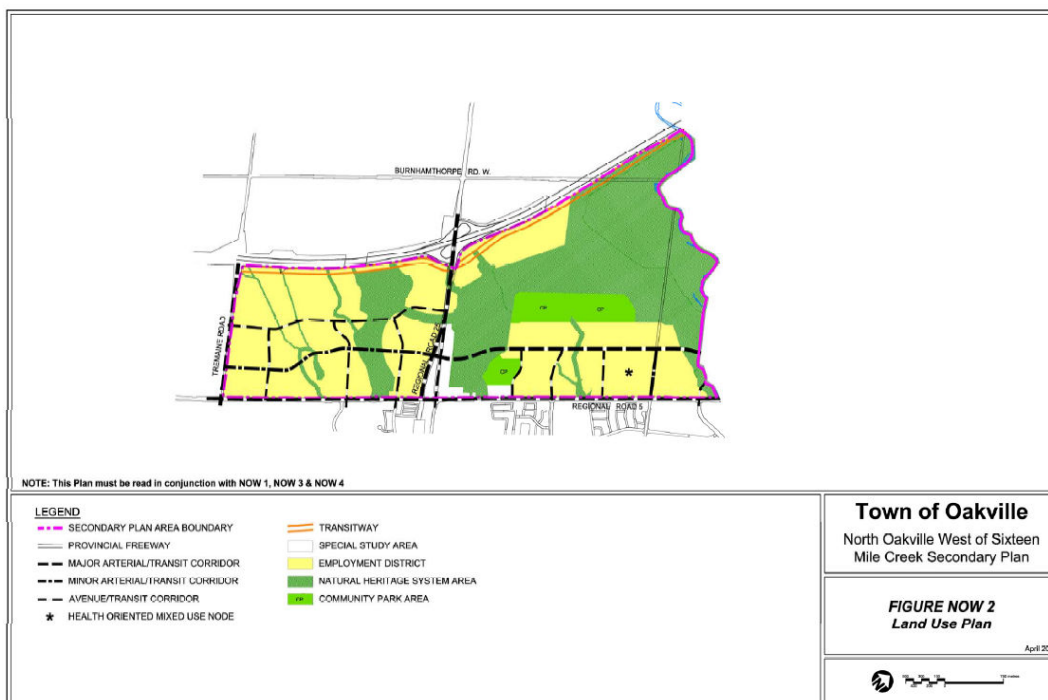 BURNHAMTHORPE RD. W.
TREMAINE ROAD
REGIONAL ROAD 25
CP
CP
CP
*
REGIONAL ROAD 5
NOTE: This Plan must be read in conjunction with NOW 1, NOW 3 & NOW 4
LEGEND
SECONDARY PLAN AREA BOUNDARY
PROVINCIAL FREEWAY
MAJOR ARTERIAL/TRANSIT CORRIDOR
MINOR ARTERIAL/TRANSIT CORRIDOR
AVENUE/TRANSIT CORRIDOR
* HEALTH ORIENTED MIXED USE NODE
TRANSITWAY
SPECIAL STUDY AREA
EMPLOYMENT DISTRICT
NATURAL HERITAGE SYSTEM AREA
CP COMMUNITY PARK AREA
Town of Oakville
North Oakville West of Sixteen
Mile Creek Secondary Plan
FIGURE NOW 2
Land Use Plan
April 20